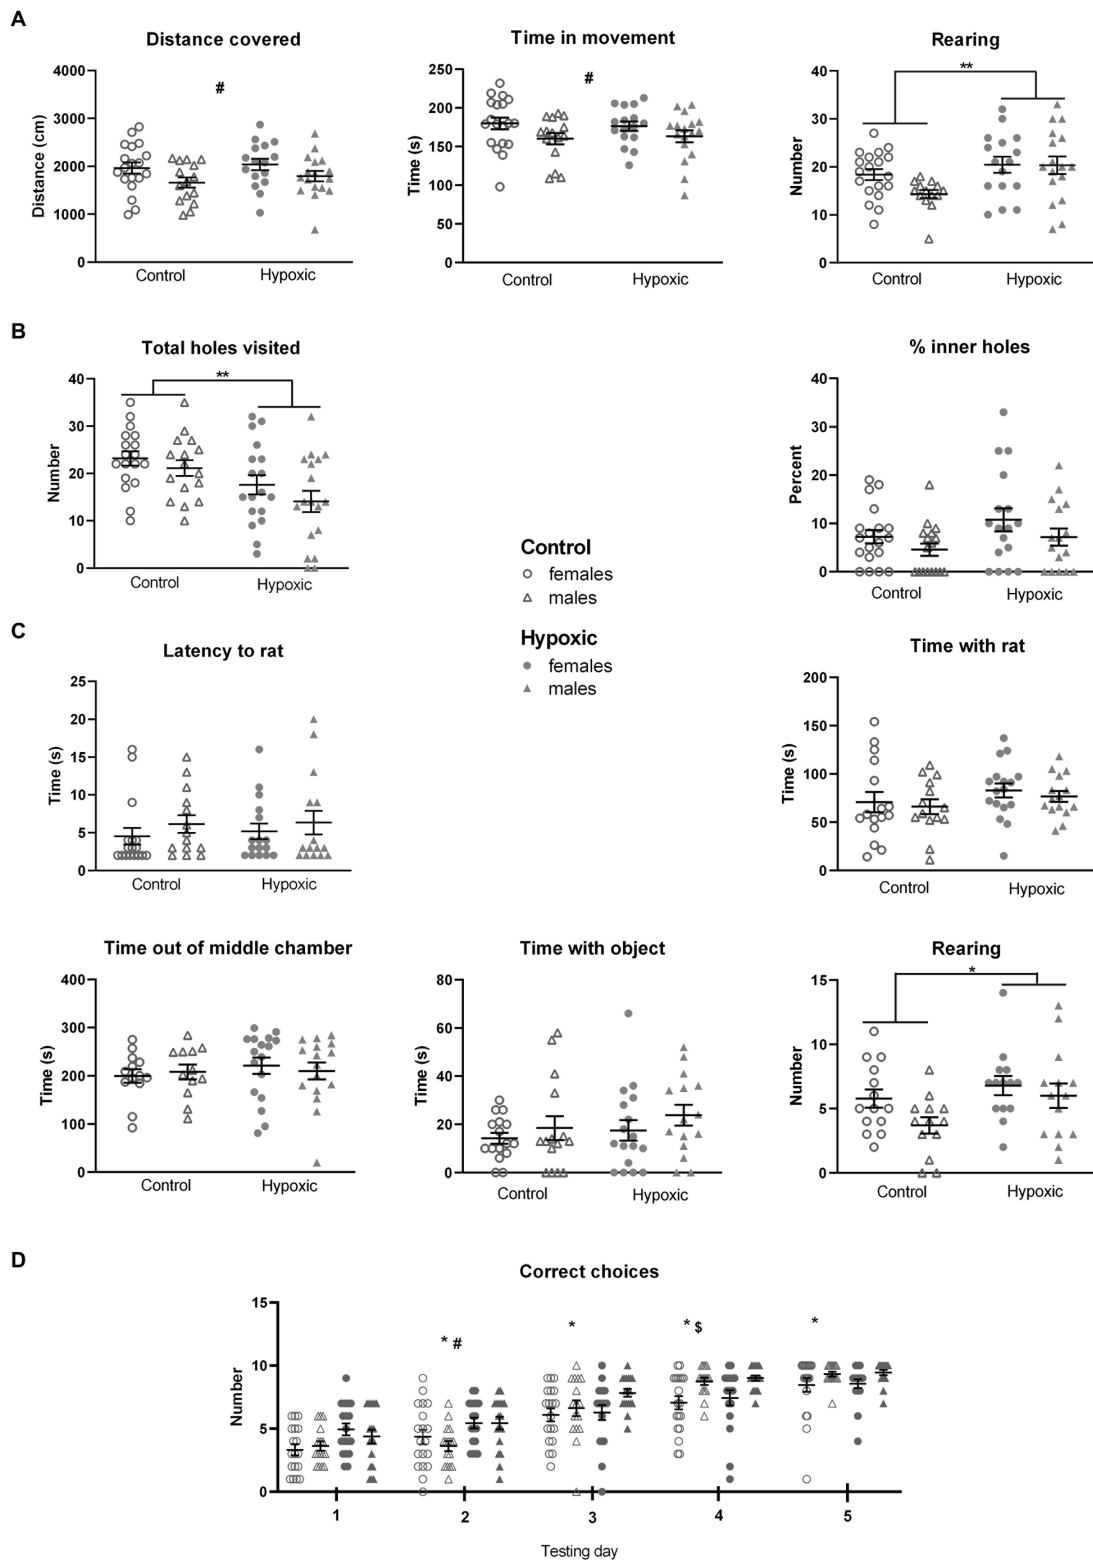 A
Distance covered
Distance (cm)
4000
3000
2000
1000
0
#
Control
Hypoxic
Time in movement
Time (s)
250
200
150
100
50
0
#
Control
Hypoxic
Rearing
Number
40
30
20
10
0
**
Control
Hypoxic
B
Total holes visited
Number
40
30
20
10
0
**
Control
Hypoxic
% inner holes
Percent
40
30
20
10
0
Control
Hypoxic
Control
females
males
Hypoxic
females
males
C
Latency to rat
Time (s)
25
20
15
10
5
0
Control
Hypoxic
Time with rat
Time (s)
200
150
100
50
0
Control
Hypoxic
Time out of middle chamber
Time (s)
400
300
200
100
0
Control
Hypoxic
Time with object
Time (s)
80
60
40
20
0
Control
Hypoxic
Rearing
Number
15
10
5
0
*
Control
Hypoxic
D
Correct choices
Number
15
10
5
0
* #
*
* $
*
1
2
3
4
5
Testing day